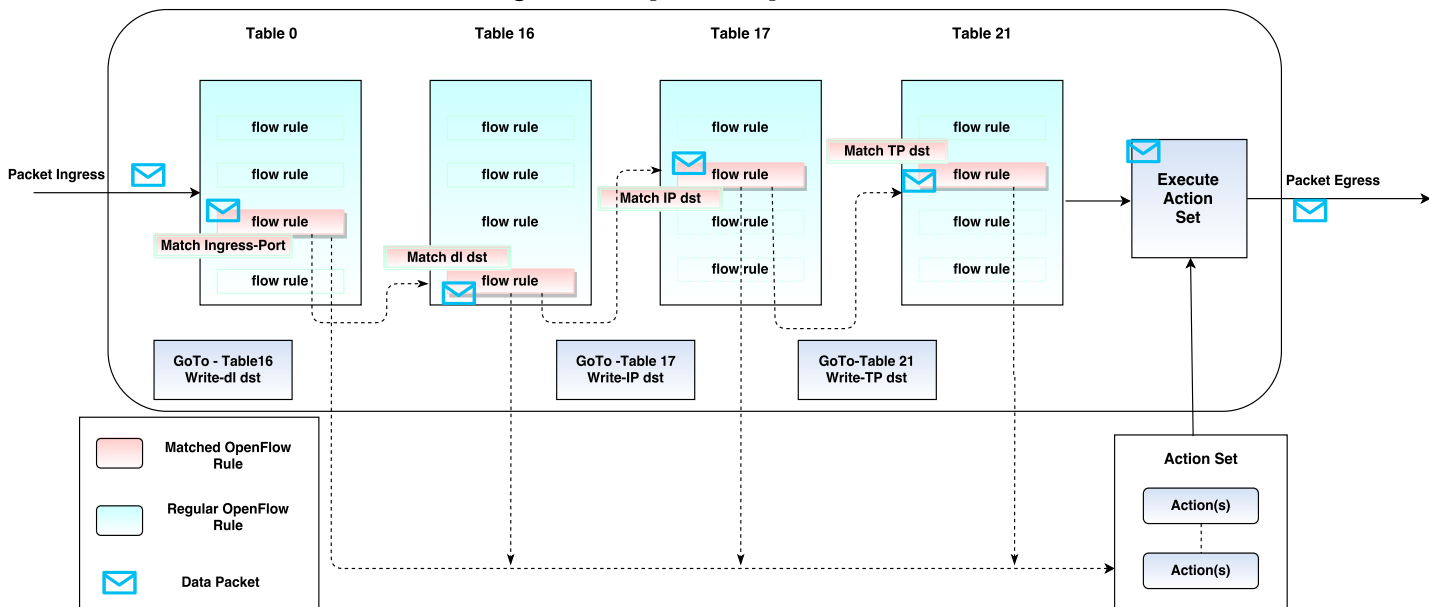 Table 0
Table 16
Table 17
Table 21
flow rule
flow rule
flow rule
flow rule
Match Ingress-Port
flow rule
flow rule
flow rule
Match dl dst
flow rule
flow rule
flow rule
Match IP dst
flow rule
flow rule
flow rule
Match TP dst
flow rule
flow rule
flow rule
Packet Ingress
Execute
Action
Set
Packet Egress
GoTo - Table16
Write-dl dst
GoTo -Table 17
Write-IP dst
GoTo-Table 21
Write-TP dst
Matched OpenFlow
Rule
Regular OpenFlow
Rule
Data Packet
Action Set
Action(s)
Action(s)